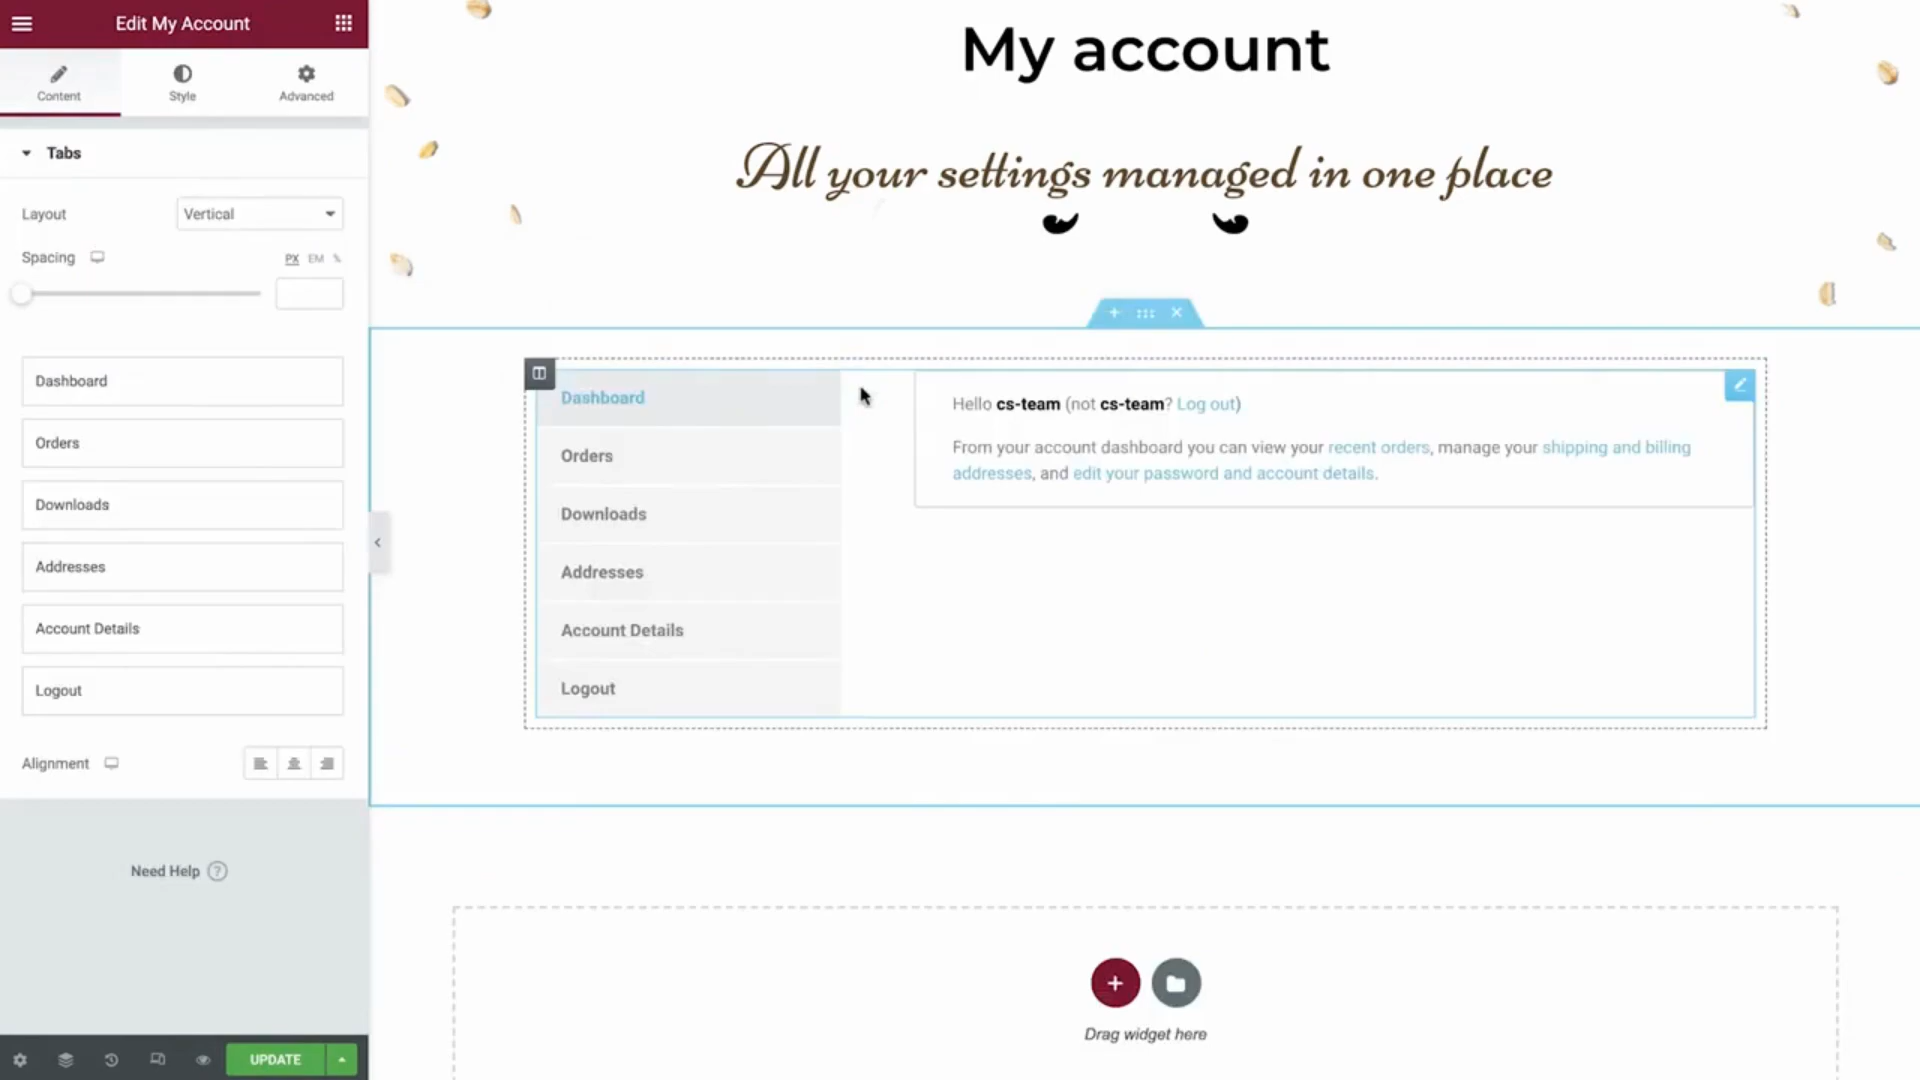 Edit My Account
Content
Style
Advanced
Tabs
Layout
Vertical
Spacing
PX EM %
Dashboard
Orders
Downloads
Addresses
Account Details
Logout
Alignment
Need Help ?
UPDATE
My account
All your settings managed in one place
Dashboard
Orders
Downloads
Addresses
Account Details
Logout
Hello cs-team (not cs-team? Log out)
From your account dashboard you can view your recent orders, manage your shipping and billing
addresses, and edit your password and account details.
Drag widget here